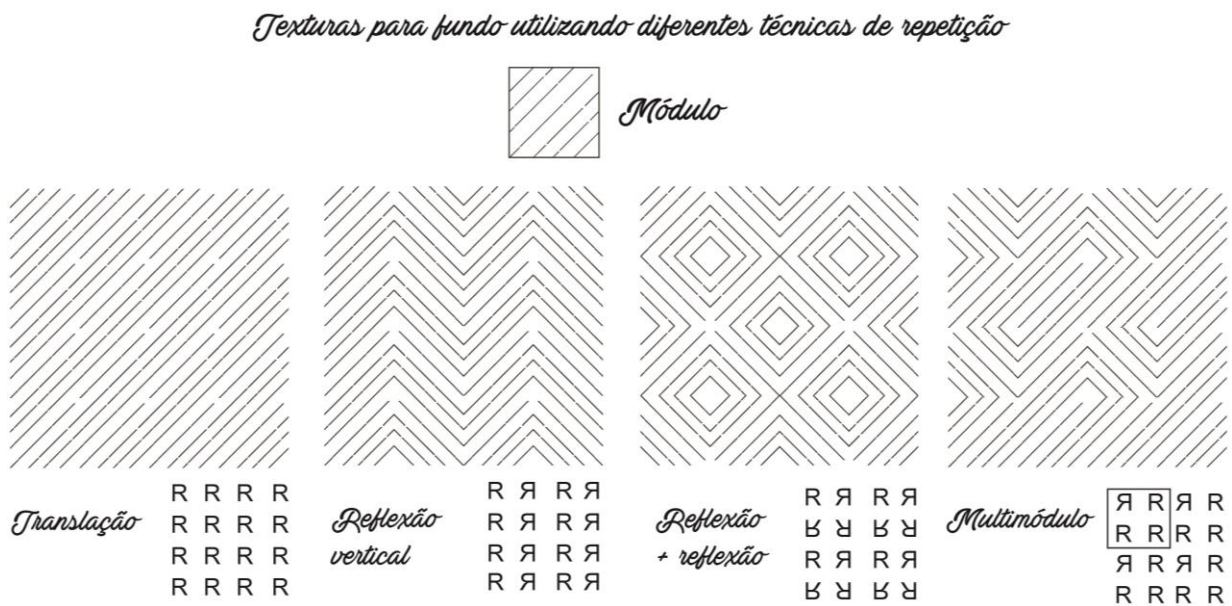 Texturas para fundo utilizando diferentes técnicas de repetição
Módulo
Translação
R R R R
R R R R
R R R R
R R R R
Reflexão
vertical
R Я R Я
R Я R Я
R Я R Я
R Я R Я
Reflexão
+ reflexão
R Я R Я
ʁ ᴚ ʁ ᴚ
R Я R Я
ʁ ᴚ ʁ ᴚ
Multimódulo
Я R Я R
R R R R
Я R Я R
R R R R